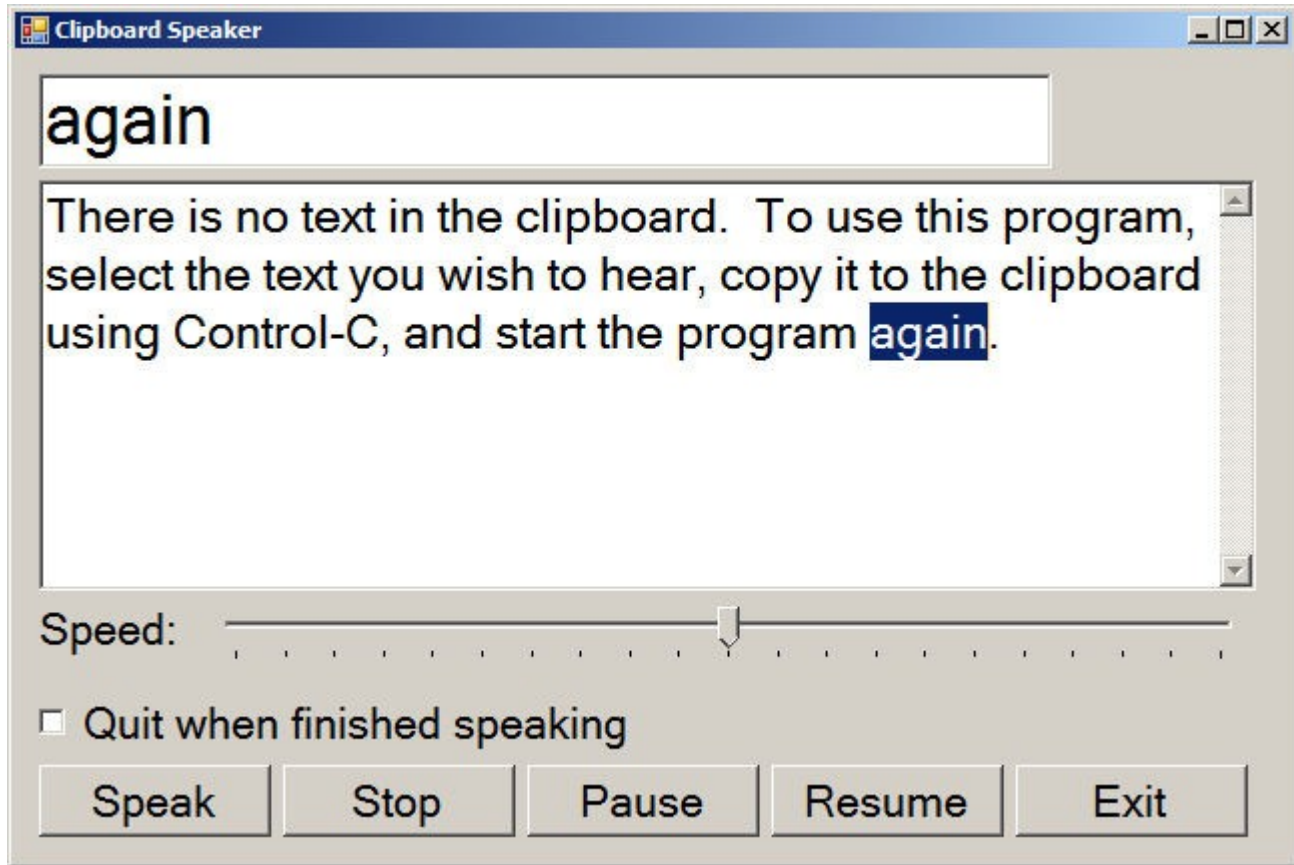 Clipboard Speaker
again
There is no text in the clipboard.  To use this program,
select the text you wish to hear, copy it to the clipboard
using Control-C, and start the program again.
Speed:
Quit when finished speaking
Speak Stop Pause Resume Exit